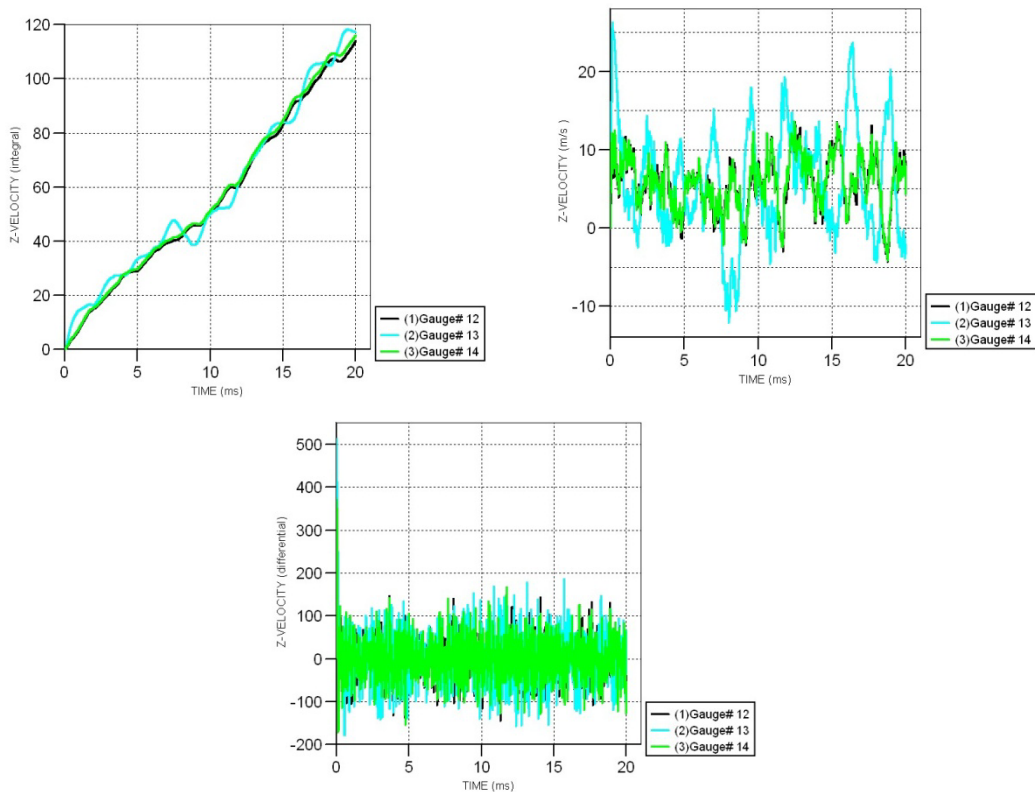 120
100
80
60
40
20
0
Z-VELOCITY (integral)
0 5 10 15 20
TIME (ms)
(1)Gauge# 12
(2)Gauge# 13
(3)Gauge# 14
20
10
0
-10
Z-VELOCITY (m/s)
0 5 10 15 20
TIME (ms)
(1)Gauge# 12
(2)Gauge# 13
(3)Gauge# 14
500
400
300
200
100
0
-100
-200
Z-VELOCITY (differential)
0 5 10 15 20
TIME (ms)
(1)Gauge# 12
(2)Gauge# 13
(3)Gauge# 14